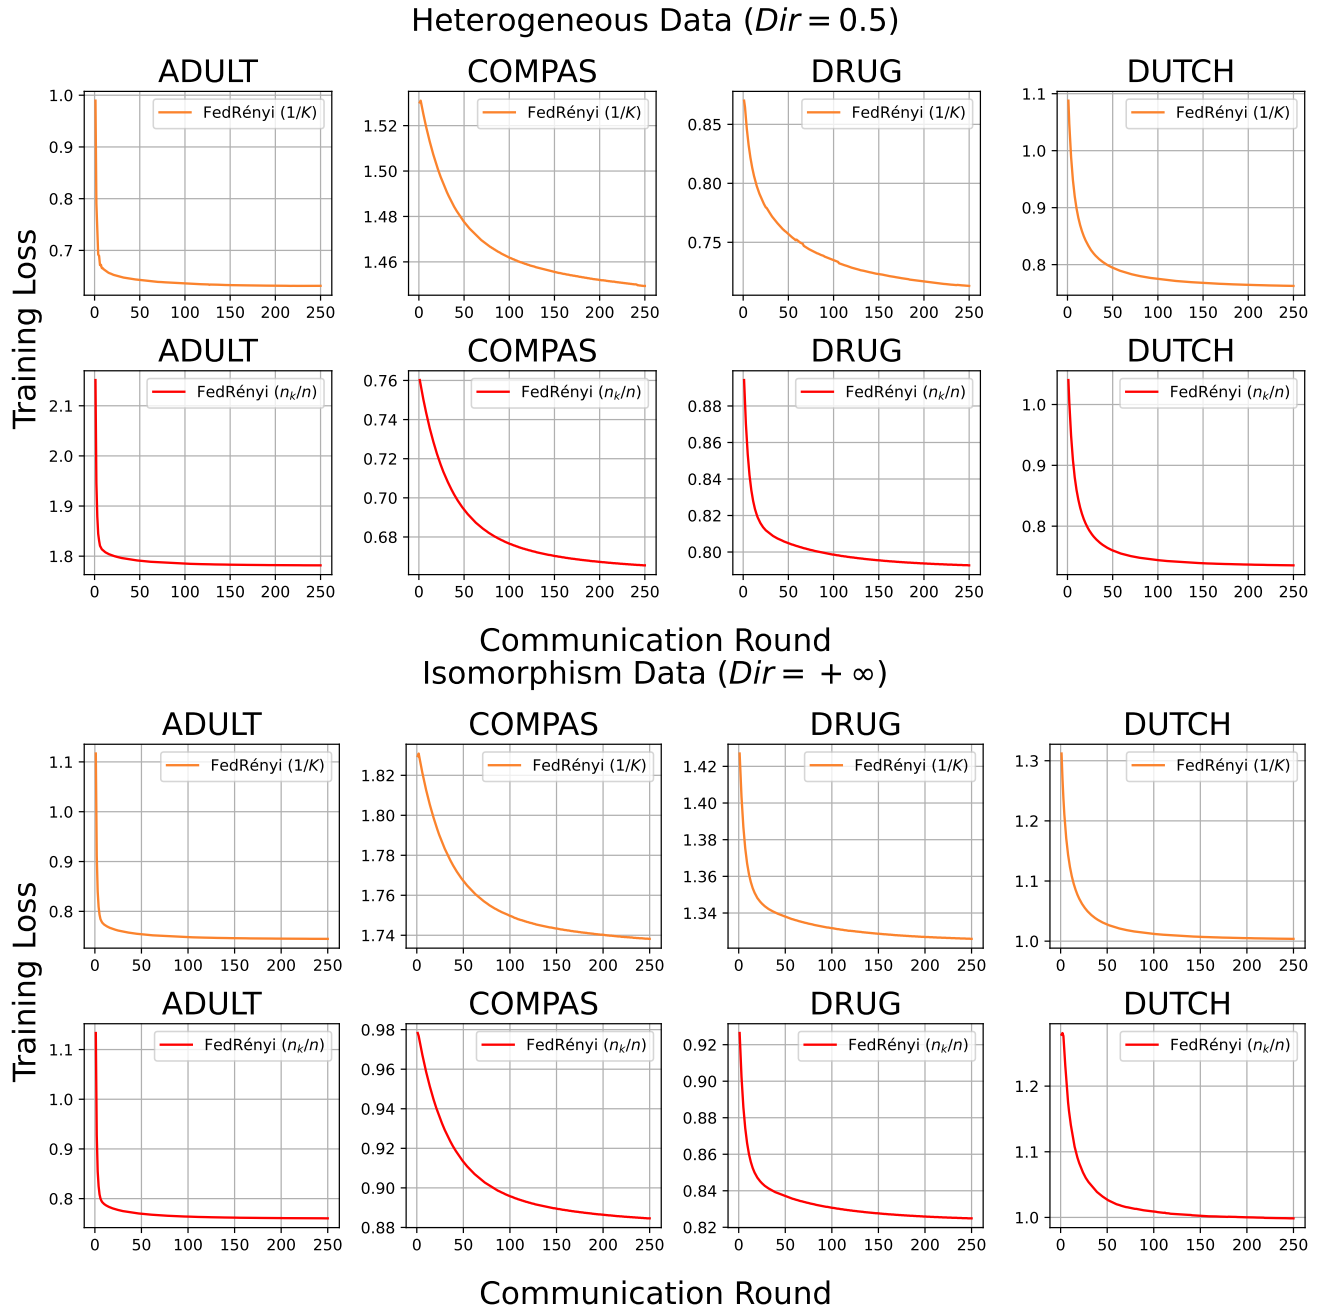 Heterogeneous Data (Dir = 0.5)
Training Loss
ADULT
FedRényi (1/K)
1.0
0.9
0.8
0.7
0 50 100 150 200 250
COMPAS
FedRényi (1/K)
1.52
1.50
1.48
1.46
0 50 100 150 200 250
DRUG
FedRényi (1/K)
0.85
0.80
0.75
0 50 100 150 200 250
DUTCH
FedRényi (1/K)
1.1
1.0
0.9
0.8
0 50 100 150 200 250
ADULT
FedRényi (nₖ/n)
2.1
2.0
1.9
1.8
0 50 100 150 200 250
COMPAS
FedRényi (nₖ/n)
0.76
0.74
0.72
0.70
0.68
0 50 100 150 200 250
DRUG
FedRényi (nₖ/n)
0.88
0.86
0.84
0.82
0.80
0 50 100 150 200 250
DUTCH
FedRényi (nₖ/n)
1.0
0.9
0.8
0 50 100 150 200 250
Communication Round
Isomorphism Data (Dir = + ∞)
Training Loss
ADULT
FedRényi (1/K)
1.1
1.0
0.9
0.8
0 50 100 150 200 250
COMPAS
FedRényi (1/K)
1.82
1.80
1.78
1.76
1.74
0 50 100 150 200 250
DRUG
FedRényi (1/K)
1.42
1.40
1.38
1.36
1.34
0 50 100 150 200 250
DUTCH
FedRényi (1/K)
1.3
1.2
1.1
1.0
0 50 100 150 200 250
ADULT
FedRényi (nₖ/n)
1.1
1.0
0.9
0.8
0 50 100 150 200 250
COMPAS
FedRényi (nₖ/n)
0.98
0.96
0.94
0.92
0.90
0.88
0 50 100 150 200 250
DRUG
FedRényi (nₖ/n)
0.92
0.90
0.88
0.86
0.84
0.82
0 50 100 150 200 250
DUTCH
FedRényi (nₖ/n)
1.2
1.1
1.0
0 50 100 150 200 250
Communication Round